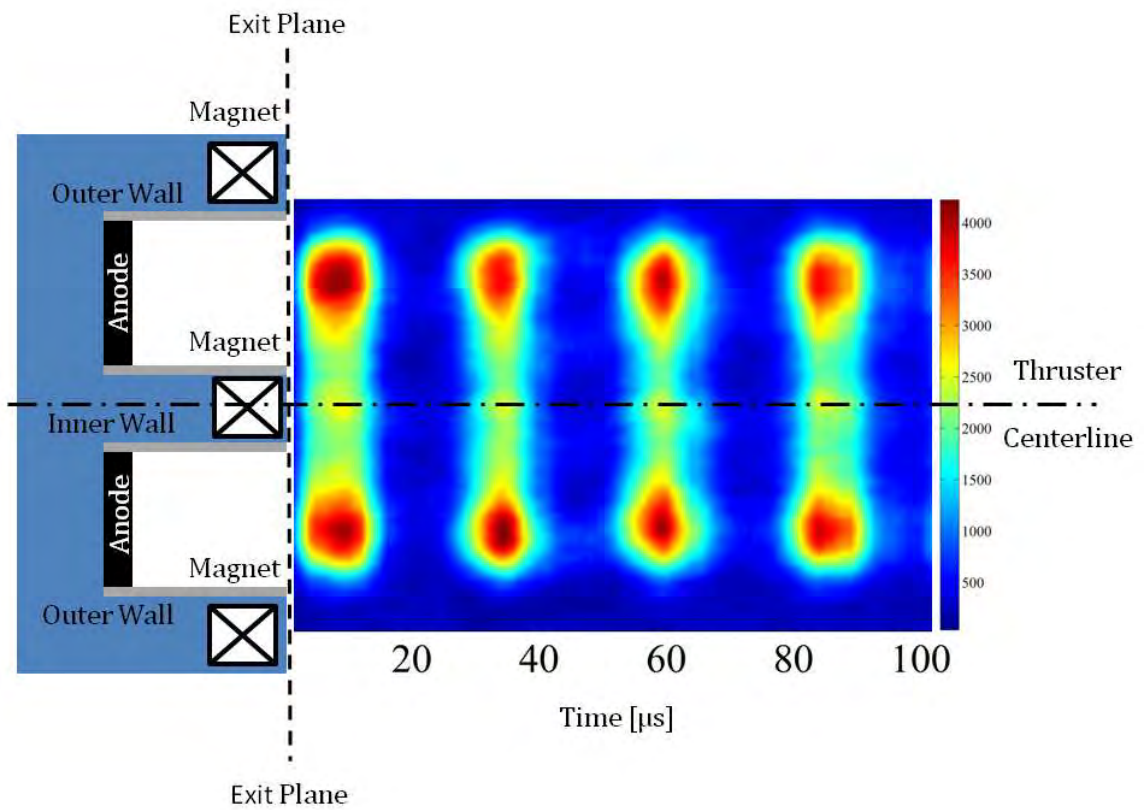 Exit Plane
Magnet
Outer Wall
Anode
Magnet
Inner Wall
Anode
Magnet
Outer Wall
4000
3500
3000
2500
2000
1500
1000
500
Thruster
Centerline
20 40 60 80 100
Time [μs]
Exit Plane